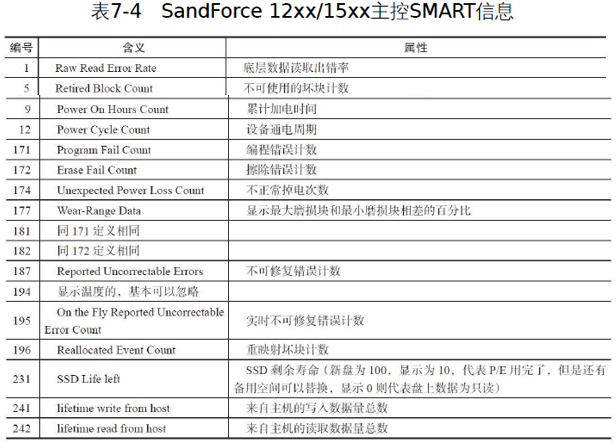 表7-4 SandForce 12xx/15xx主控SMART信息
编号 含义 属性
1 Raw Read Error Rate 底层数据读取出错率
5 Retired Block Count 不可使用的坏块计数
9 Power On Hours Count 累计加电时间
12 Power Cycle Count 设备通电周期
171 Program Fail Count 编程错误计数
172 Erase Fail Count 擦除错误计数
174 Unexpected Power Loss Count 不正常掉电次数
177 Wear-Range Data 显示最大磨损块和最小磨损块相差的百分比
181 同 171 定义相同
182 同 172 定义相同
187 Reported Uncorrectable Errors 不可修复错误计数
194 显示温度的，基本可以忽略
195 On the Fly Reported Uncorrectable
Error Count 实时不可修复错误计数
196 Reallocated Event Count 重映射坏块计数
231 SSD Life left SSD 剩余寿命（新盘为 100，显示为 10，代表 P/E 用完了，但是还有
备用空间可以替换，显示 0 则代表盘上数据为只读）
241 lifetime write from host 来自主机的写入数据量总数
242 lifetime read from host 来自主机的读取数据量总数